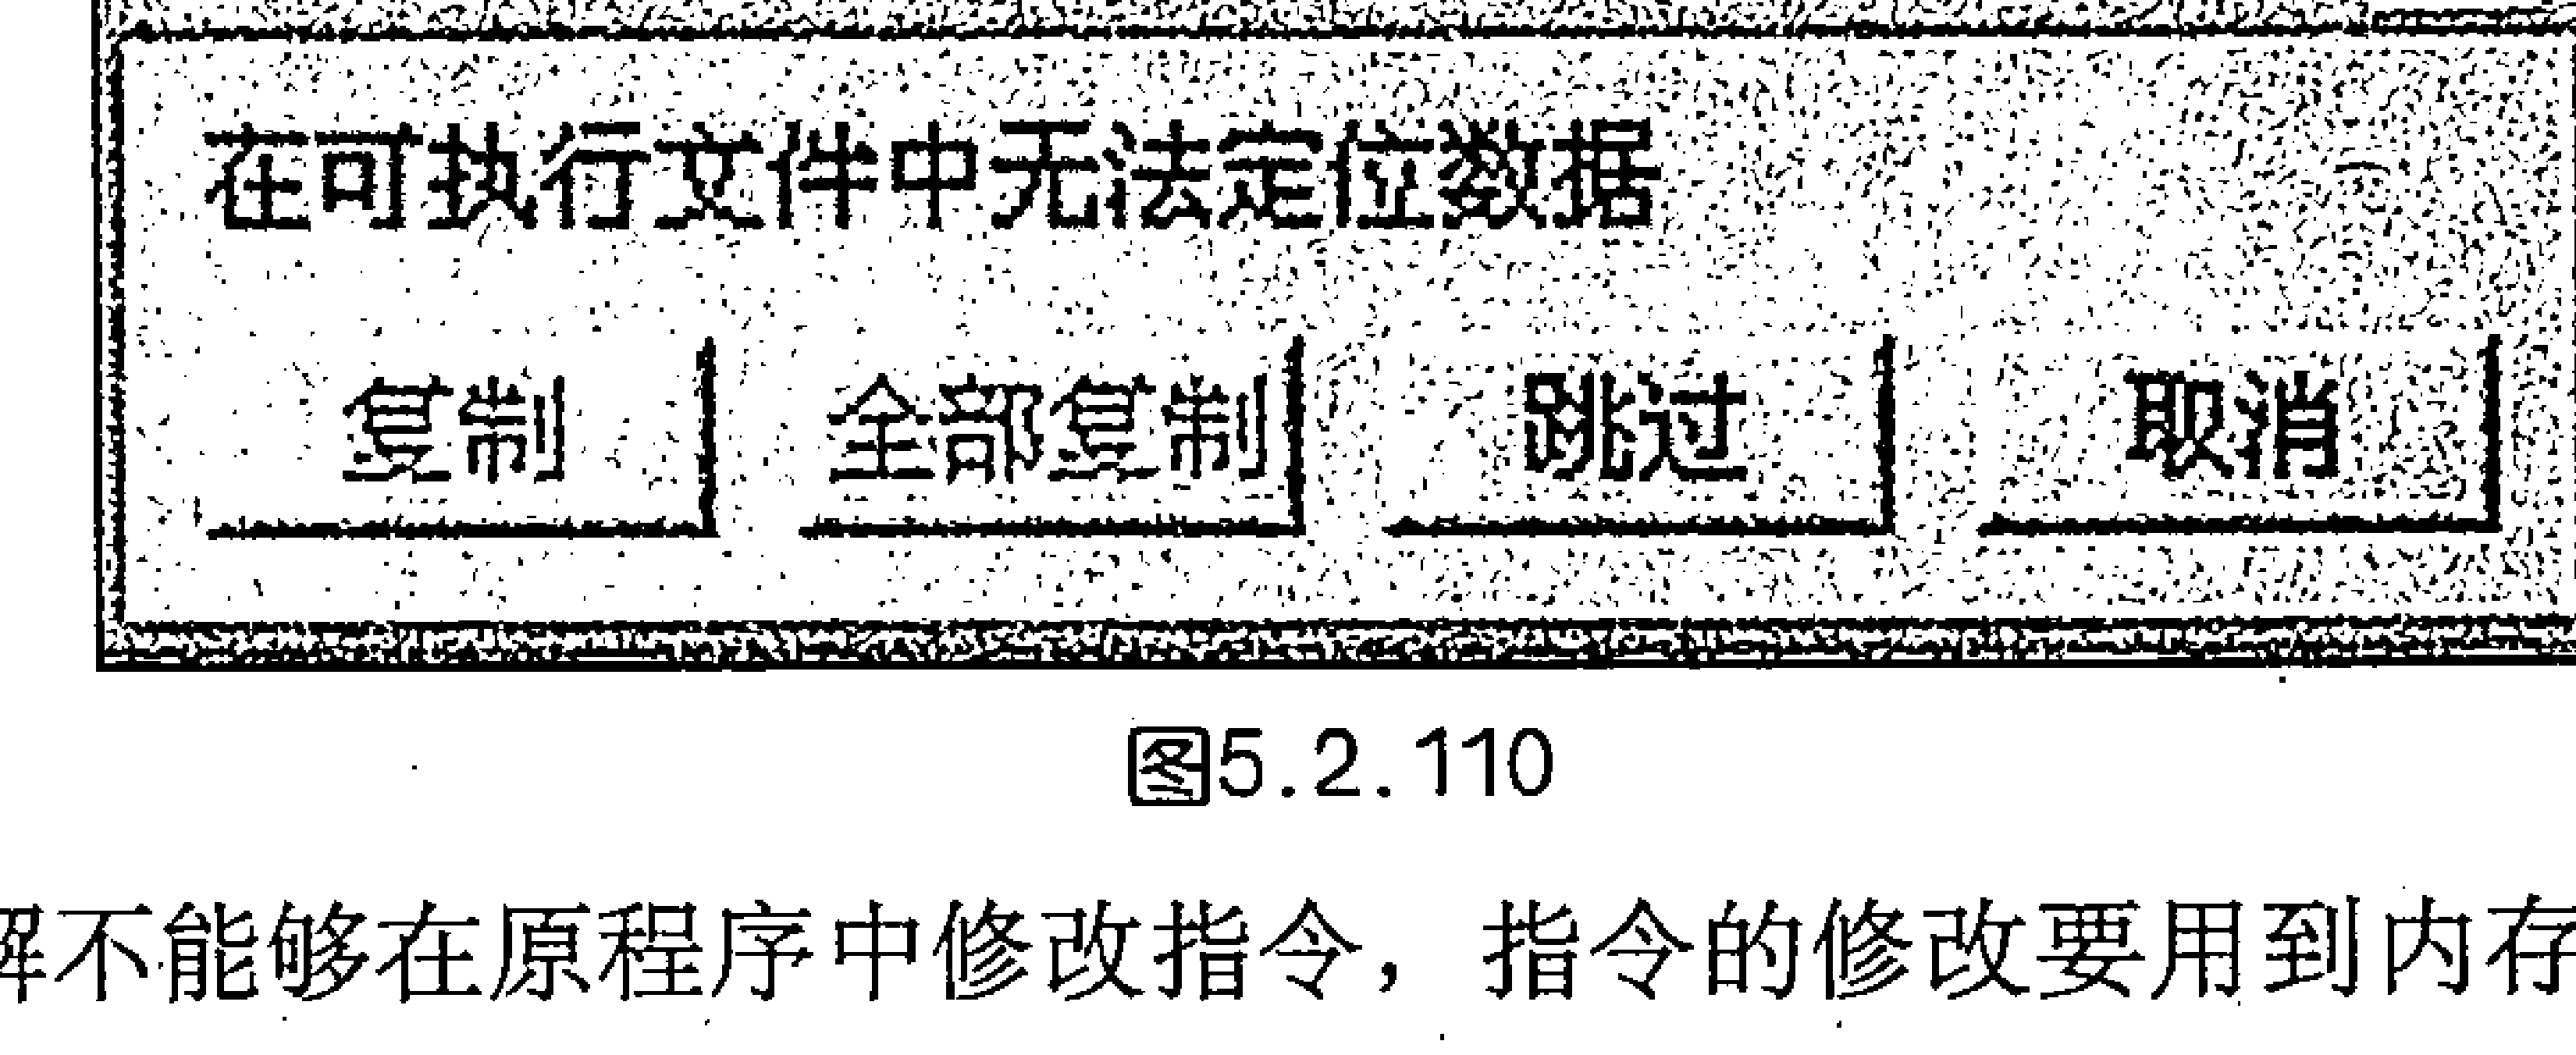 在可执行文件中无法定位数据
复制 全部复制 跳过 取消
图5.2.110
解不能够在原程序中修改指令，指令的修改要用到内存